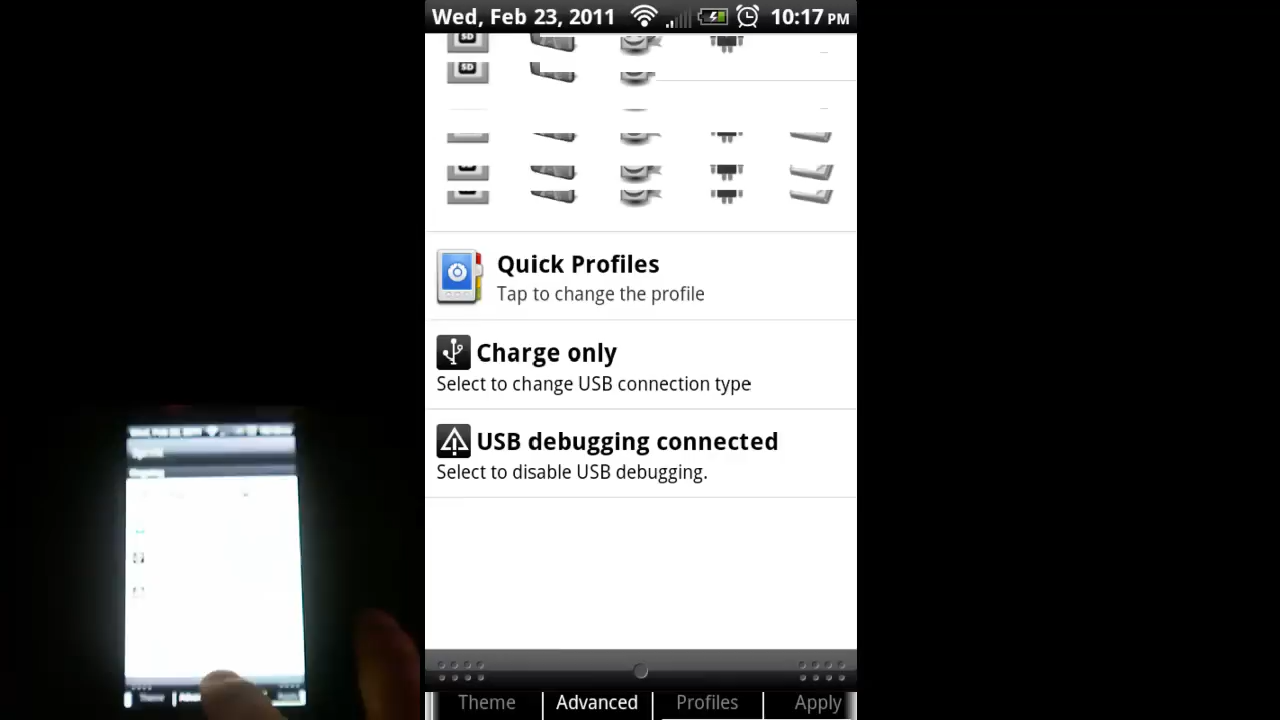 Wed, Feb 23, 2011 10:17 PM
SD
SD
Quick Profiles
Tap to change the profile
Charge only
Select to change USB connection type
USB debugging connected
Select to disable USB debugging.
Theme Advanced Profiles Apply